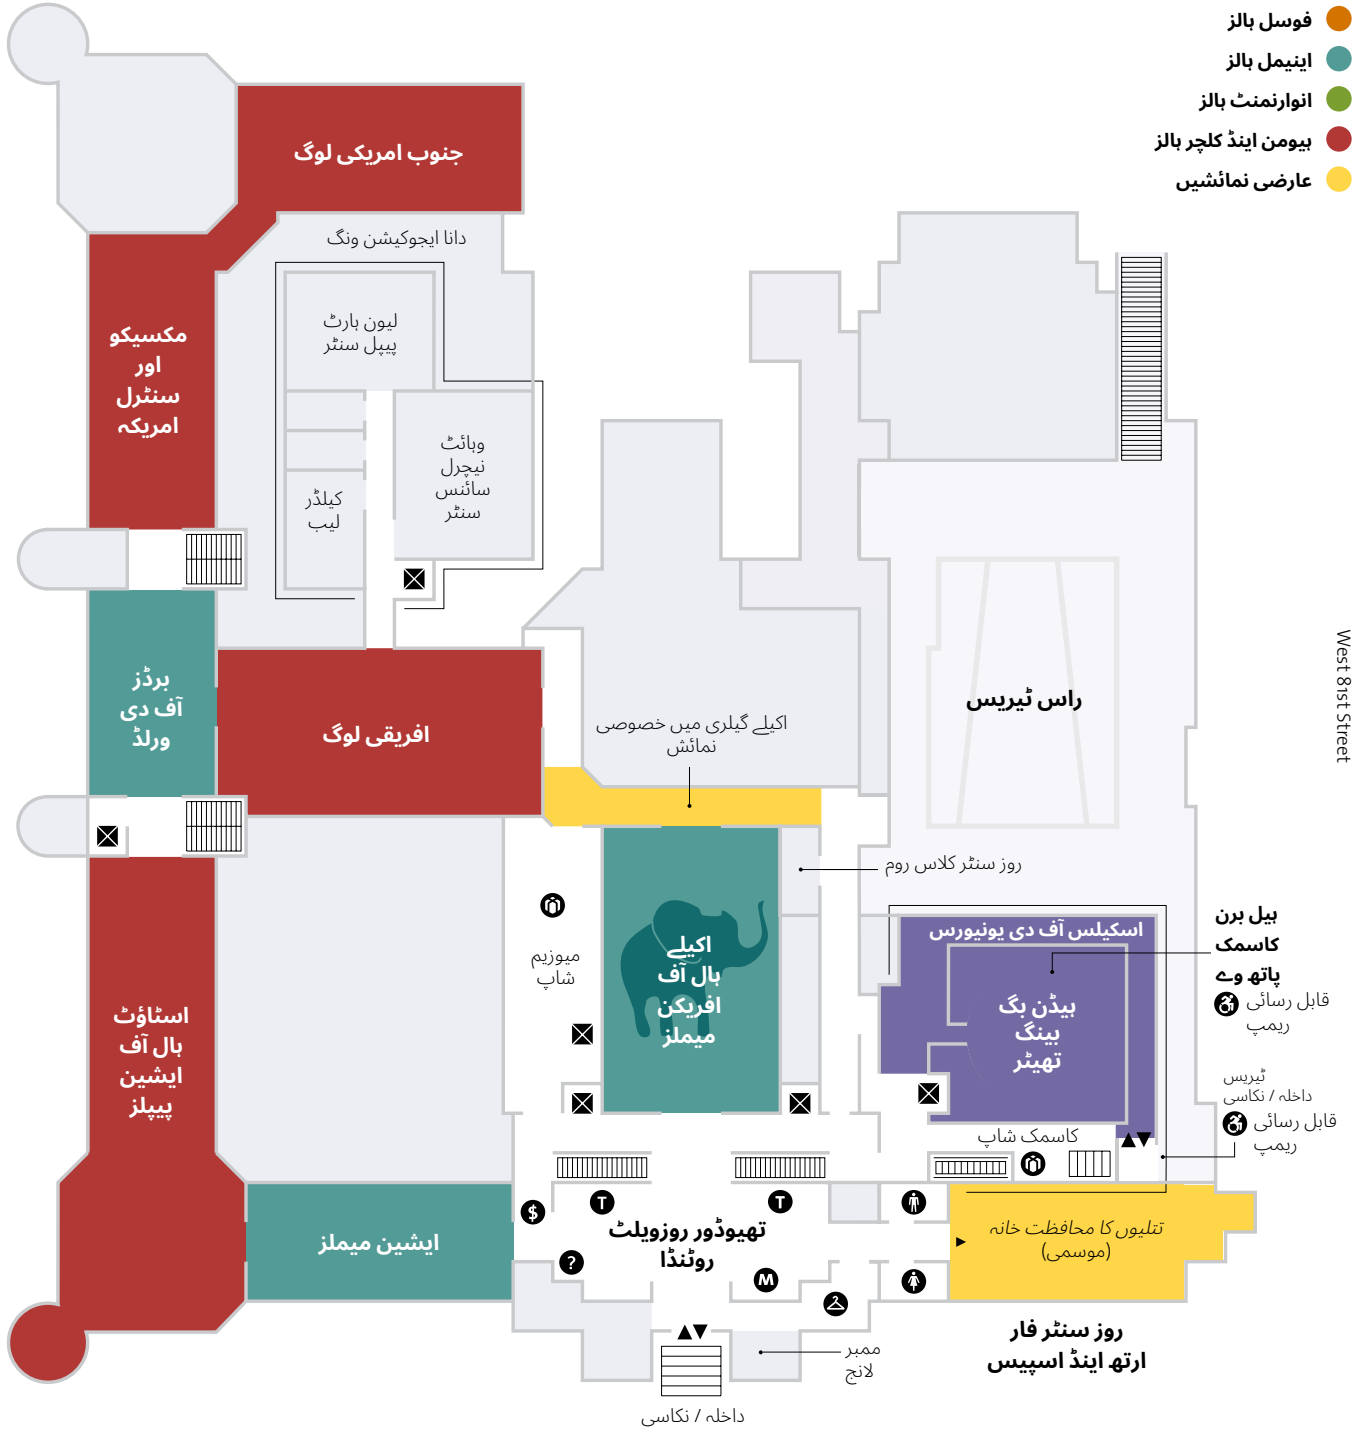 فوسل ہالز
اینیمل ہالز
انوارنمنٹ ہالز
ہیومن اینڈ کلچر ہالز
عارضی نمائشیں
جنوب امریکی لوگ
دانا ایجوکیشن ونگ
لیون ہارٹ
پیپل سنٹر
مکسیکو
اور
سنٹرل
امریکہ
وہائٹ
نیچرل
سائنس
سنٹر
کیلڈر
لیب
برڈز
آف دی
ورلڈ
افریقی لوگ
اکیلے گیلری میں خصوصی
نمائش
راس ٹیریس
West 81st Street
روز سنٹر کلاس روم
میوزیم
شاپ
اکیلے
ہال آف
افریکن
میملز
اسکیلس آف دی یونیورس
ہیل برن
کاسمک
پاتھ وے
قابل رسائی
ریمپ
ہیڈن بگ
بینگ
تھیٹر
ٹیریس
داخلہ / نکاسی
قابل رسائی
ریمپ
کاسمک شاپ
اسٹاؤٹ
ہال آف
ایشین
پیپلز
ایشین میملز
$
T
T
?
M
تھیوڈور روزویلٹ
روٹنڈا
تتلیوں کا محافظت خانہ
(موسمی)
روز سنٹر فار
ارتھ اینڈ اسپیس
ممبر
لانج
داخلہ / نکاسی